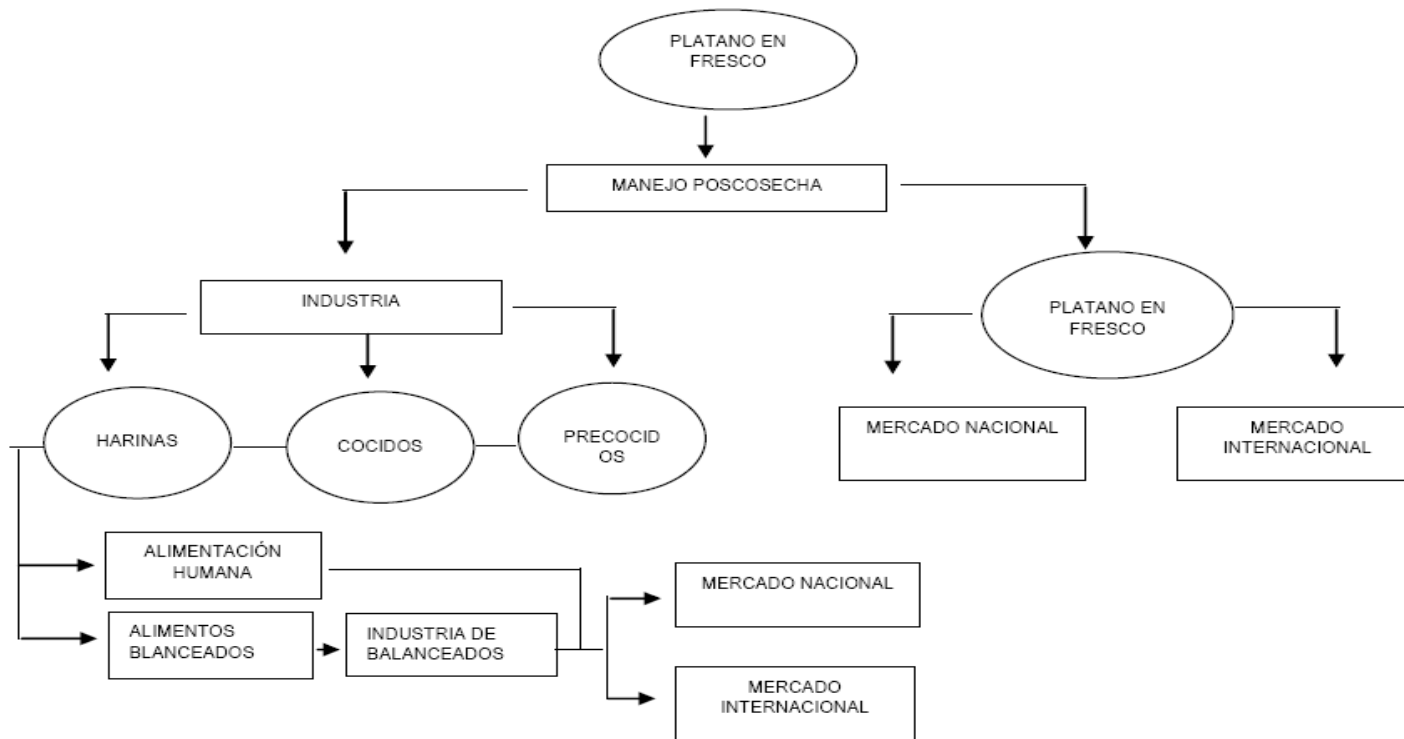 PLATANO EN
FRESCO
MANEJO POSCOSECHA
INDUSTRIA
PLATANO EN
FRESCO
HARINAS
COCIDOS
PRECOCID
OS
MERCADO NACIONAL
MERCADO
INTERNACIONAL
ALIMENTACIÓN
HUMANA
ALIMENTOS
BLANCEADOS
INDUSTRIA DE
BALANCEADOS
MERCADO NACIONAL
MERCADO
INTERNACIONAL